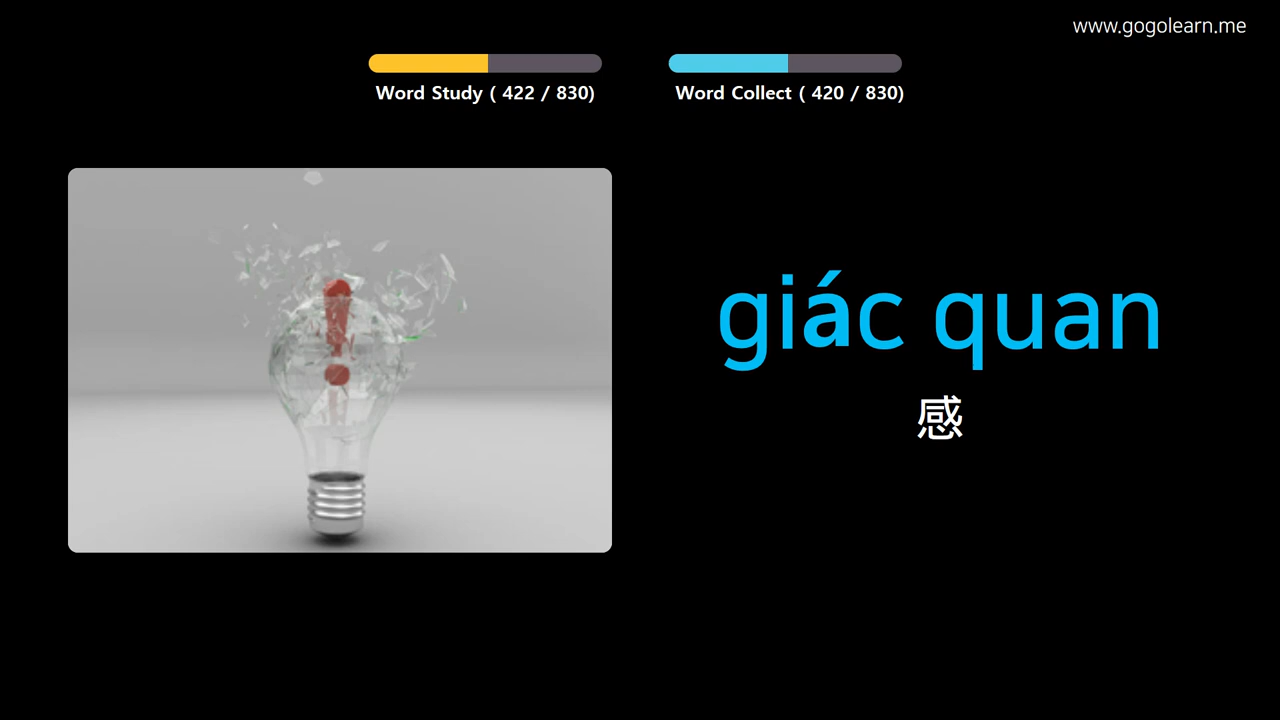 www.gogolearn.me
Word Study ( 422 / 830)
Word Collect ( 420 / 830)
giác quan
感